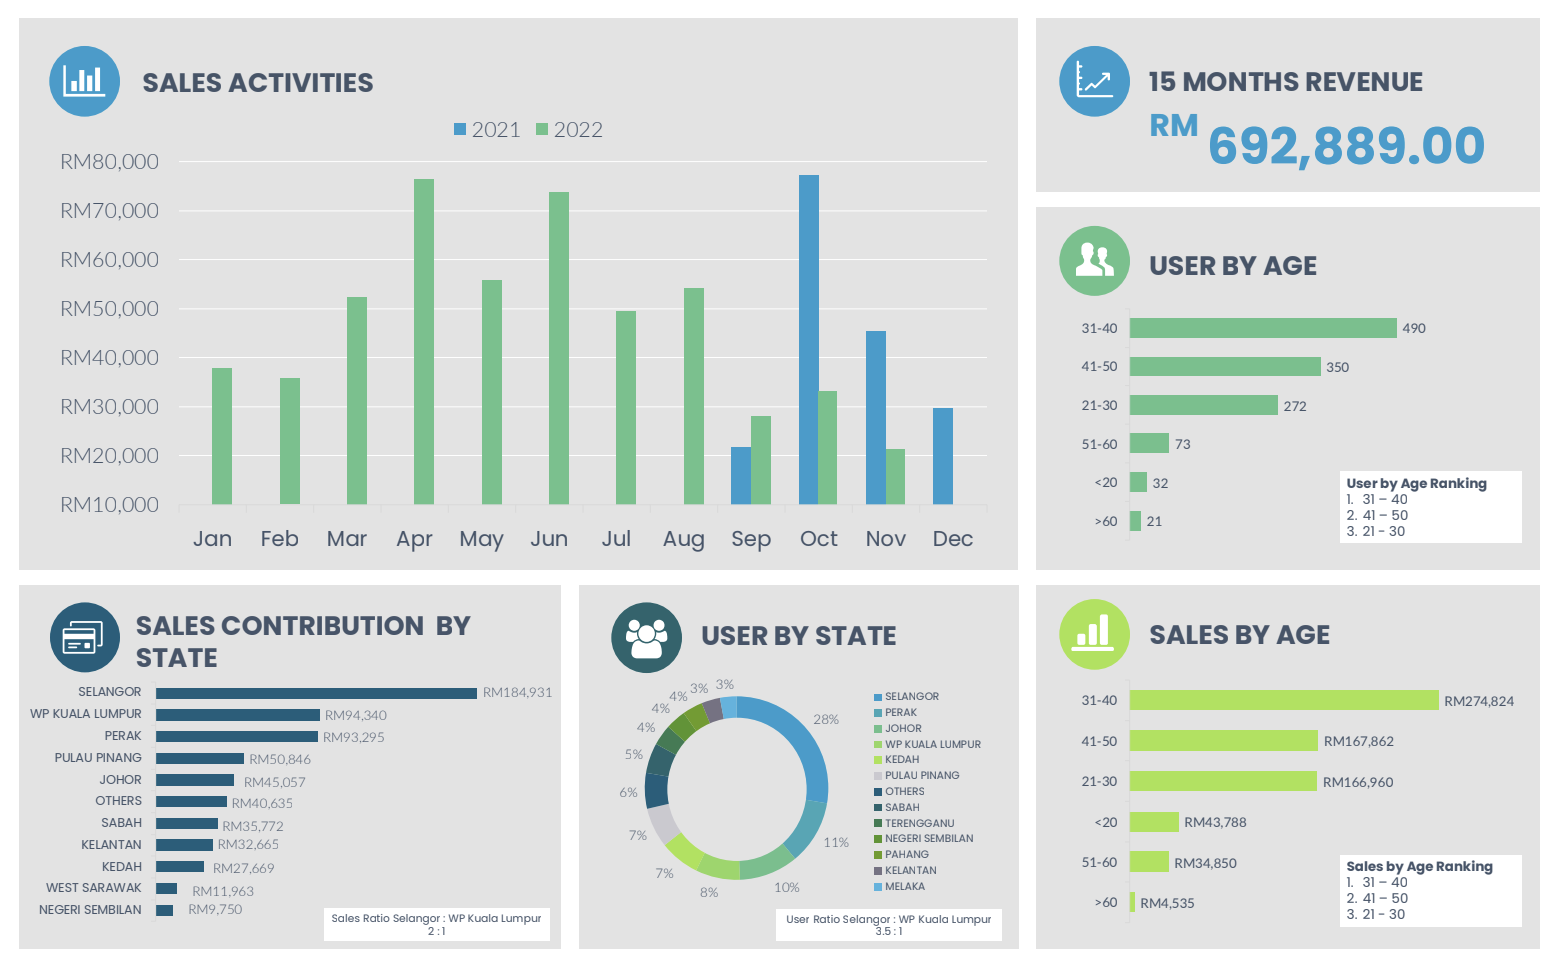 SALES ACTIVITIES
2021 2022
RM80,000
RM70,000
RM60,000
RM50,000
RM40,000
RM30,000
RM20,000
RM10,000
Jan Feb Mar Apr May Jun Jul Aug Sep Oct Nov Dec
15 MONTHS REVENUE
RM 692,889.00
USER BY AGE
31-40 490
41-50 350
21-30 272
51-60 73
<20 32
>60 21
User by Age Ranking
1. 31 – 40
2. 41 – 50
3. 21 - 30
SALES CONTRIBUTION BY
STATE
SELANGOR RM184,931
WP KUALA LUMPUR RM94,340
PERAK RM93,295
PULAU PINANG RM50,846
JOHOR RM45,057
OTHERS RM40,635
SABAH RM35,772
KELANTAN RM32,665
KEDAH RM27,669
WEST SARAWAK RM11,963
NEGERI SEMBILAN RM9,750
Sales Ratio Selangor : WP Kuala Lumpur
2 : 1
USER BY STATE
28%
11%
10%
8%
7%
7%
6%
5%
4%
4%
4%
3%
3%
SELANGOR
PERAK
JOHOR
WP KUALA LUMPUR
KEDAH
PULAU PINANG
OTHERS
SABAH
TERENGGANU
NEGERI SEMBILAN
PAHANG
KELANTAN
MELAKA
User Ratio Selangor : WP Kuala Lumpur
3.5 : 1
SALES BY AGE
31-40 RM274,824
41-50 RM167,862
21-30 RM166,960
<20 RM43,788
51-60 RM34,850
>60 RM4,535
Sales by Age Ranking
1. 31 – 40
2. 41 – 50
3. 21 - 30